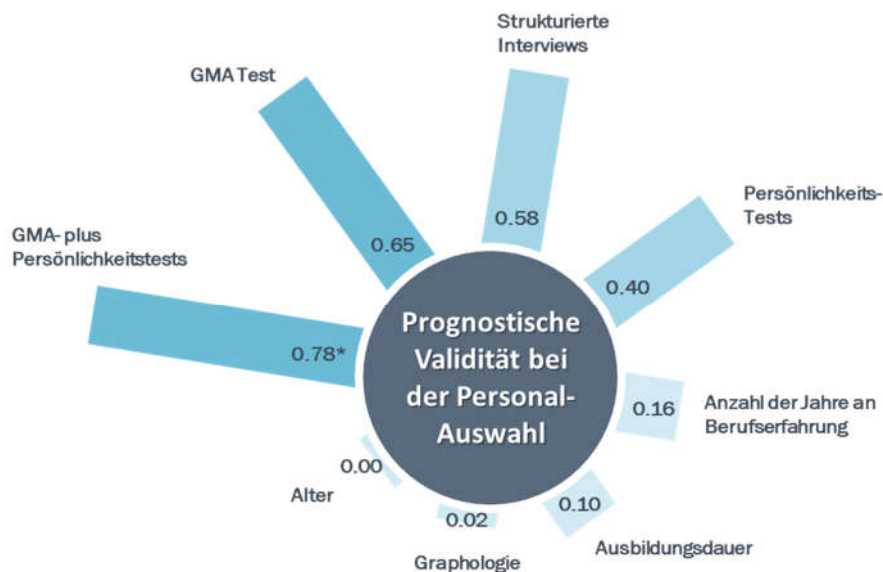 Strukturierte
Interviews
0.58
GMA Test
0.65
Persönlichkeits-
Tests
0.40
GMA- plus
Persönlichkeitstests
0.78*
Prognostische
Validität bei
der Personal-
Auswahl
Anzahl der Jahre an
Berufserfahrung
0.16
0.00
Alter
0.02
Graphologie
0.10
Ausbildungsdauer